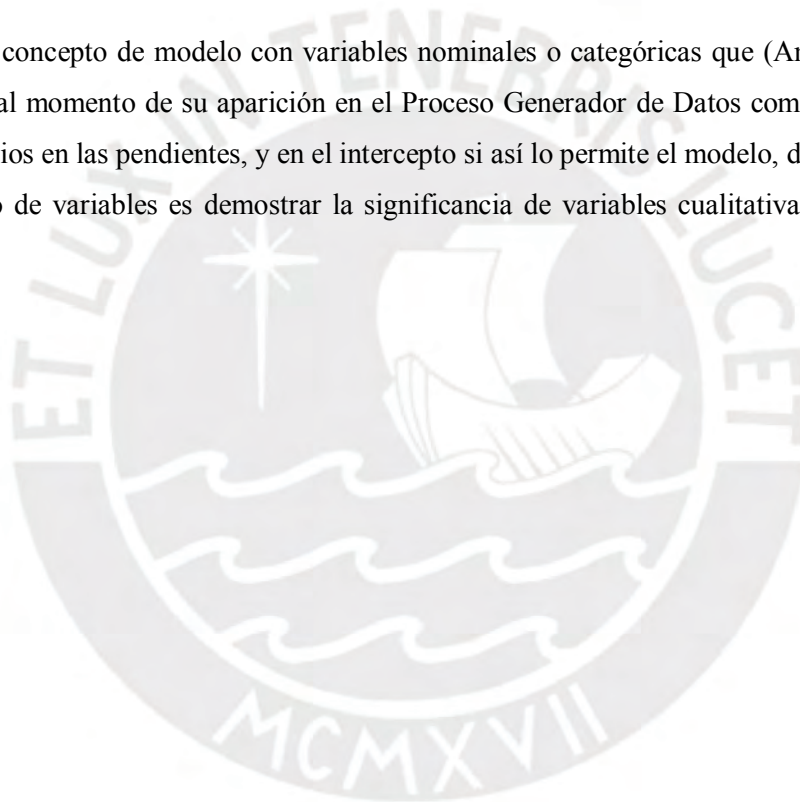 concepto de modelo con variables nominales o categóricas que (Ar
al momento de su aparición en el Proceso Generador de Datos com
ios en las pendientes, y en el intercepto si así lo permite el modelo, d
o de variables es demostrar la significancia de variables cualitativa
ET LUX IN TENEBRIS LUCET
MCMXVII